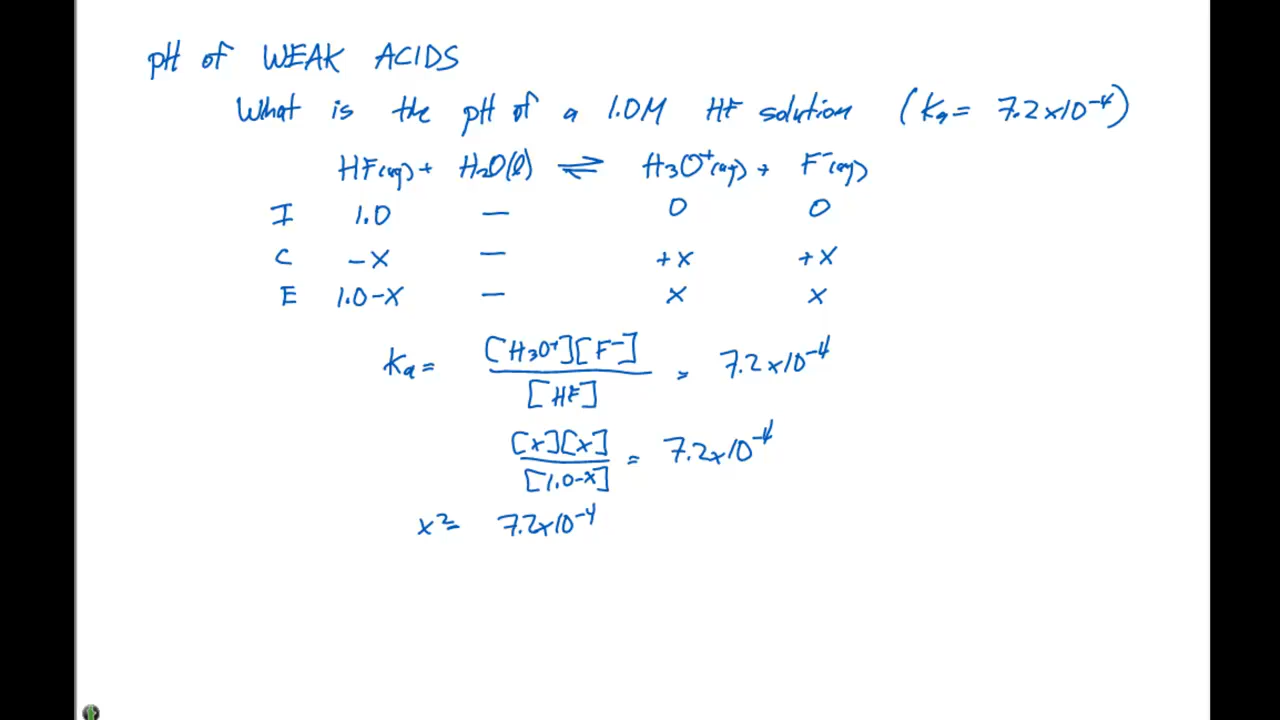 pH of WEAK ACIDS
What is the pH of a 1.0M HF solution (Ka = 7.2x10⁻⁴)
HF(aq) + H₂O(l) ⇌ H₃O⁺(aq) + F⁻(aq)
I 1.0 — 0 0
C -x — +x +x
E 1.0-x — x x
Ka = [H₃O⁺][F⁻] / [HF] = 7.2x10⁻⁴
[x][x] / [1.0-x] = 7.2x10⁻⁴
x² = 7.2x10⁻⁴